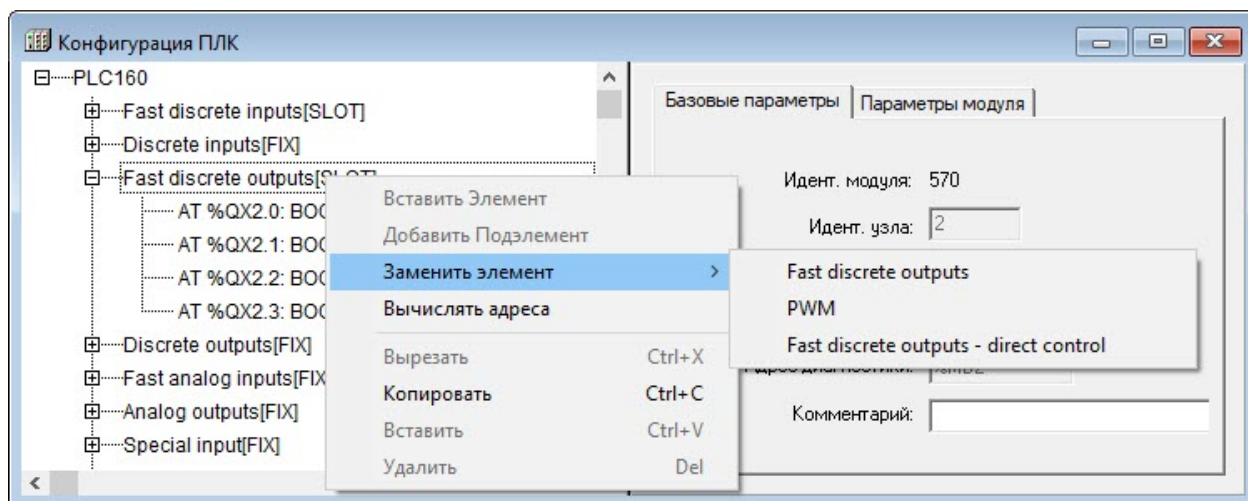 Конфигурация ПЛК
PLC160
Fast discrete inputs[SLOT]
Discrete inputs[FIX]
Fast discrete outputs[SLOT]
AT %QX2.0: BOO
AT %QX2.1: BOO
AT %QX2.2: BOO
AT %QX2.3: BOO
Discrete outputs[FIX]
Fast analog inputs[FIX
Analog outputs[FIX]
Special input[FIX]
Вставить Элемент
Добавить Подэлемент
Заменить элемент
Вычислять адреса
Вырезать Ctrl+X
Копировать Ctrl+C
Вставить Ctrl+V
Удалить Del
Fast discrete outputs
PWM
Fast discrete outputs - direct control
Базовые параметры Параметры модуля
Идент. модуля: 570
Идент. узла: 2
Адрес диагностики: %MB2
Комментарий: